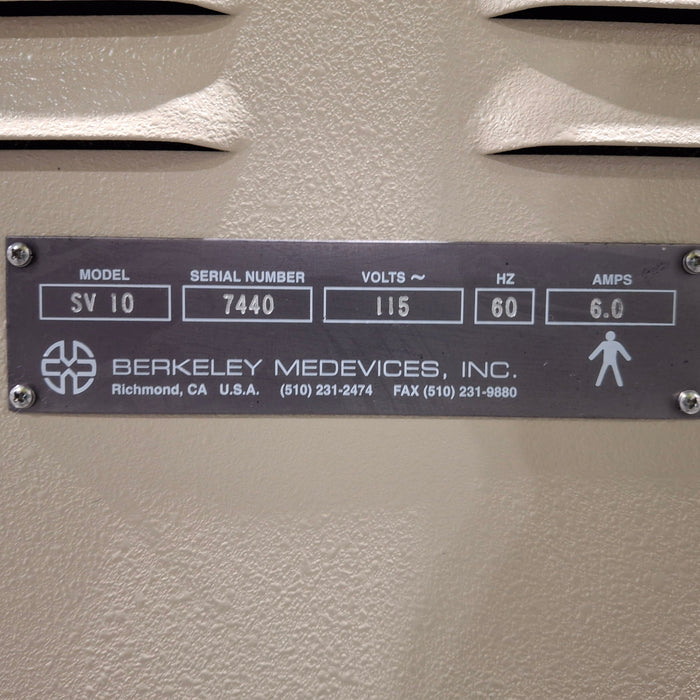 MODEL SERIAL NUMBER VOLTS ~ HZ AMPS
SV 10 7440 115 60 6.0
BERKELEY MEDEVICES, INC.
Richmond, CA U.S.A. (510) 231-2474 FAX (510) 231-9880